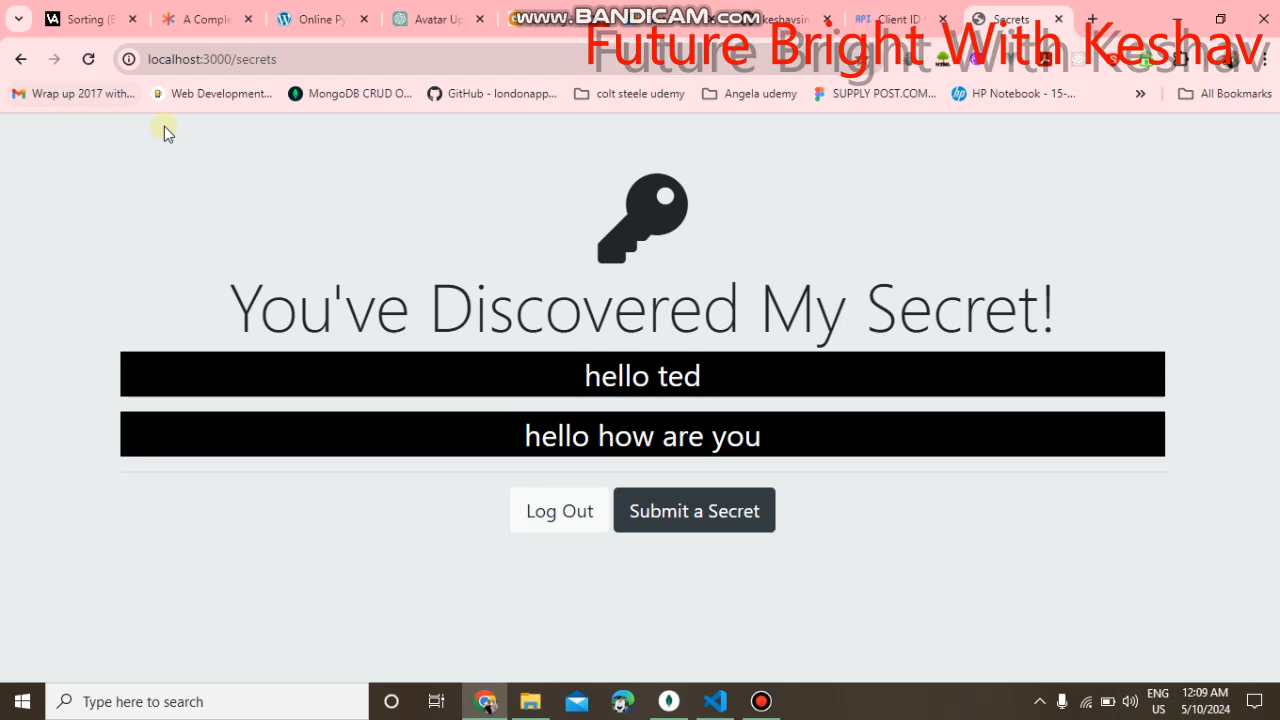 Sorting (
A Comple
Online Py
Avatar Up
www.BANDICAM.com
keshavsin
Client ID
Secrets
Future Bright With Keshav
localhost:3000/secrets
Wrap up 2017 with...
Web Development...
MongoDB CRUD O...
GitHub - londonapp...
colt steele udemy
Angela udemy
SUPPLY POST.COM...
HP Notebook - 15-...
»
All Bookmarks
You've Discovered My Secret!
hello ted
hello how are you
Log Out
Submit a Secret
Type here to search
ENG
US
12:09 AM
5/10/2024